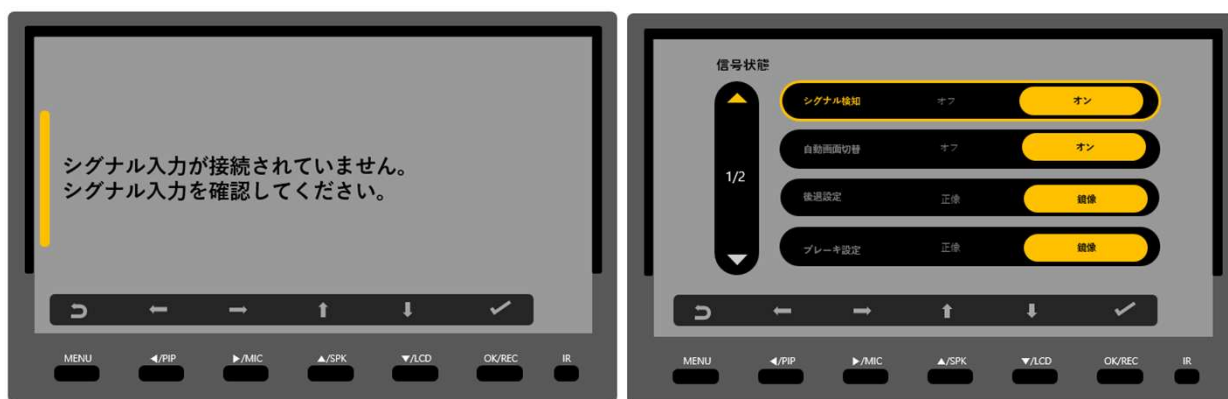 シグナル入力が接続されていません。
シグナル入力を確認してください。
MENU ◀/PIP ▶/MIC ▲/SPK ▼/LCD OK/REC IR
信号状態
1/2
シグナル検知 オフ オン
自動画面切替 オフ オン
後退設定 正像 鏡像
ブレーキ設定 正像 鏡像
MENU ◀/PIP ▶/MIC ▲/SPK ▼/LCD OK/REC IR